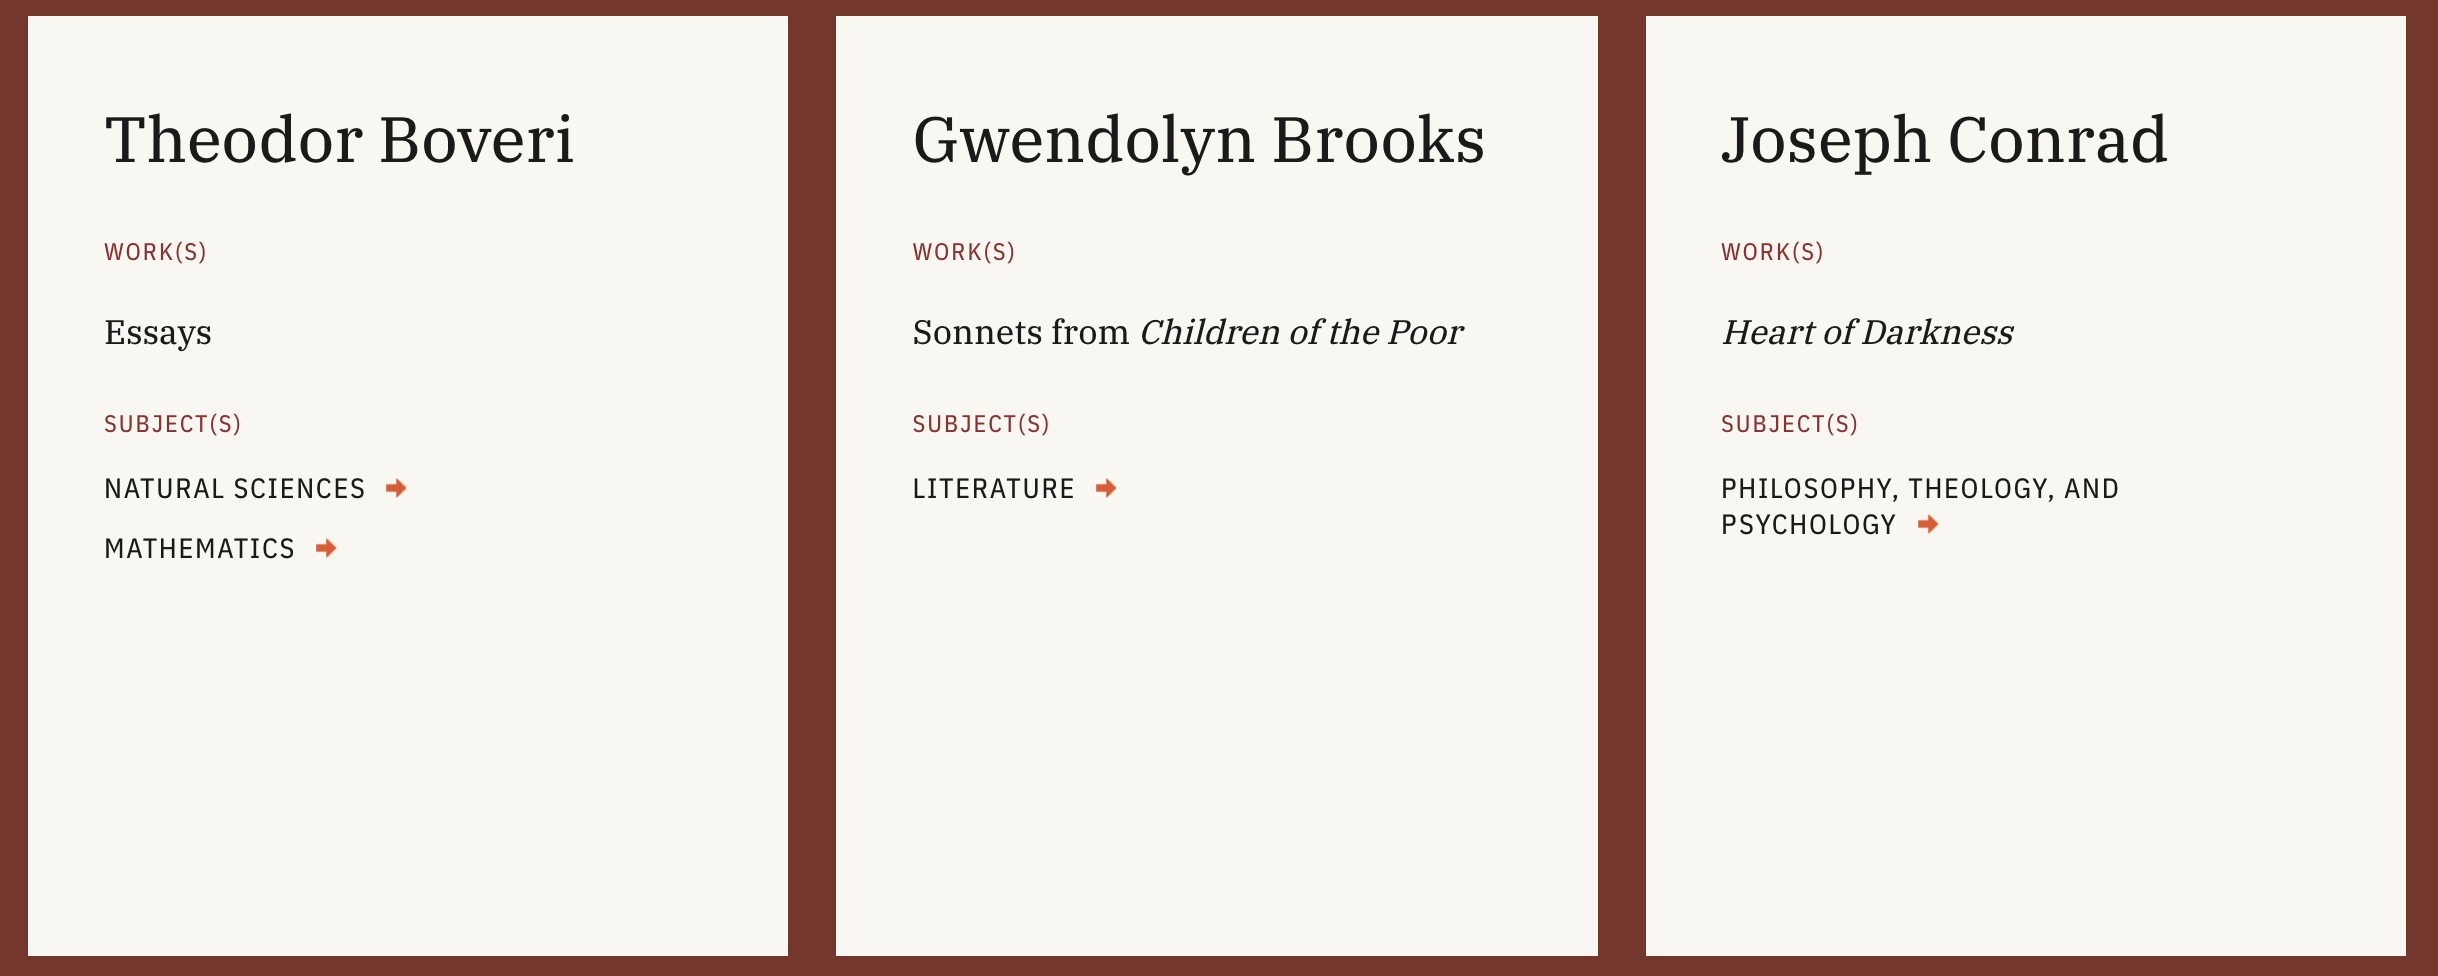 Theodor Boveri
WORK(S)
Essays
SUBJECT(S)
NATURAL SCIENCES
MATHEMATICS
Gwendolyn Brooks
WORK(S)
Sonnets from Children of the Poor
SUBJECT(S)
LITERATURE
Joseph Conrad
WORK(S)
Heart of Darkness
SUBJECT(S)
PHILOSOPHY, THEOLOGY, AND
PSYCHOLOGY